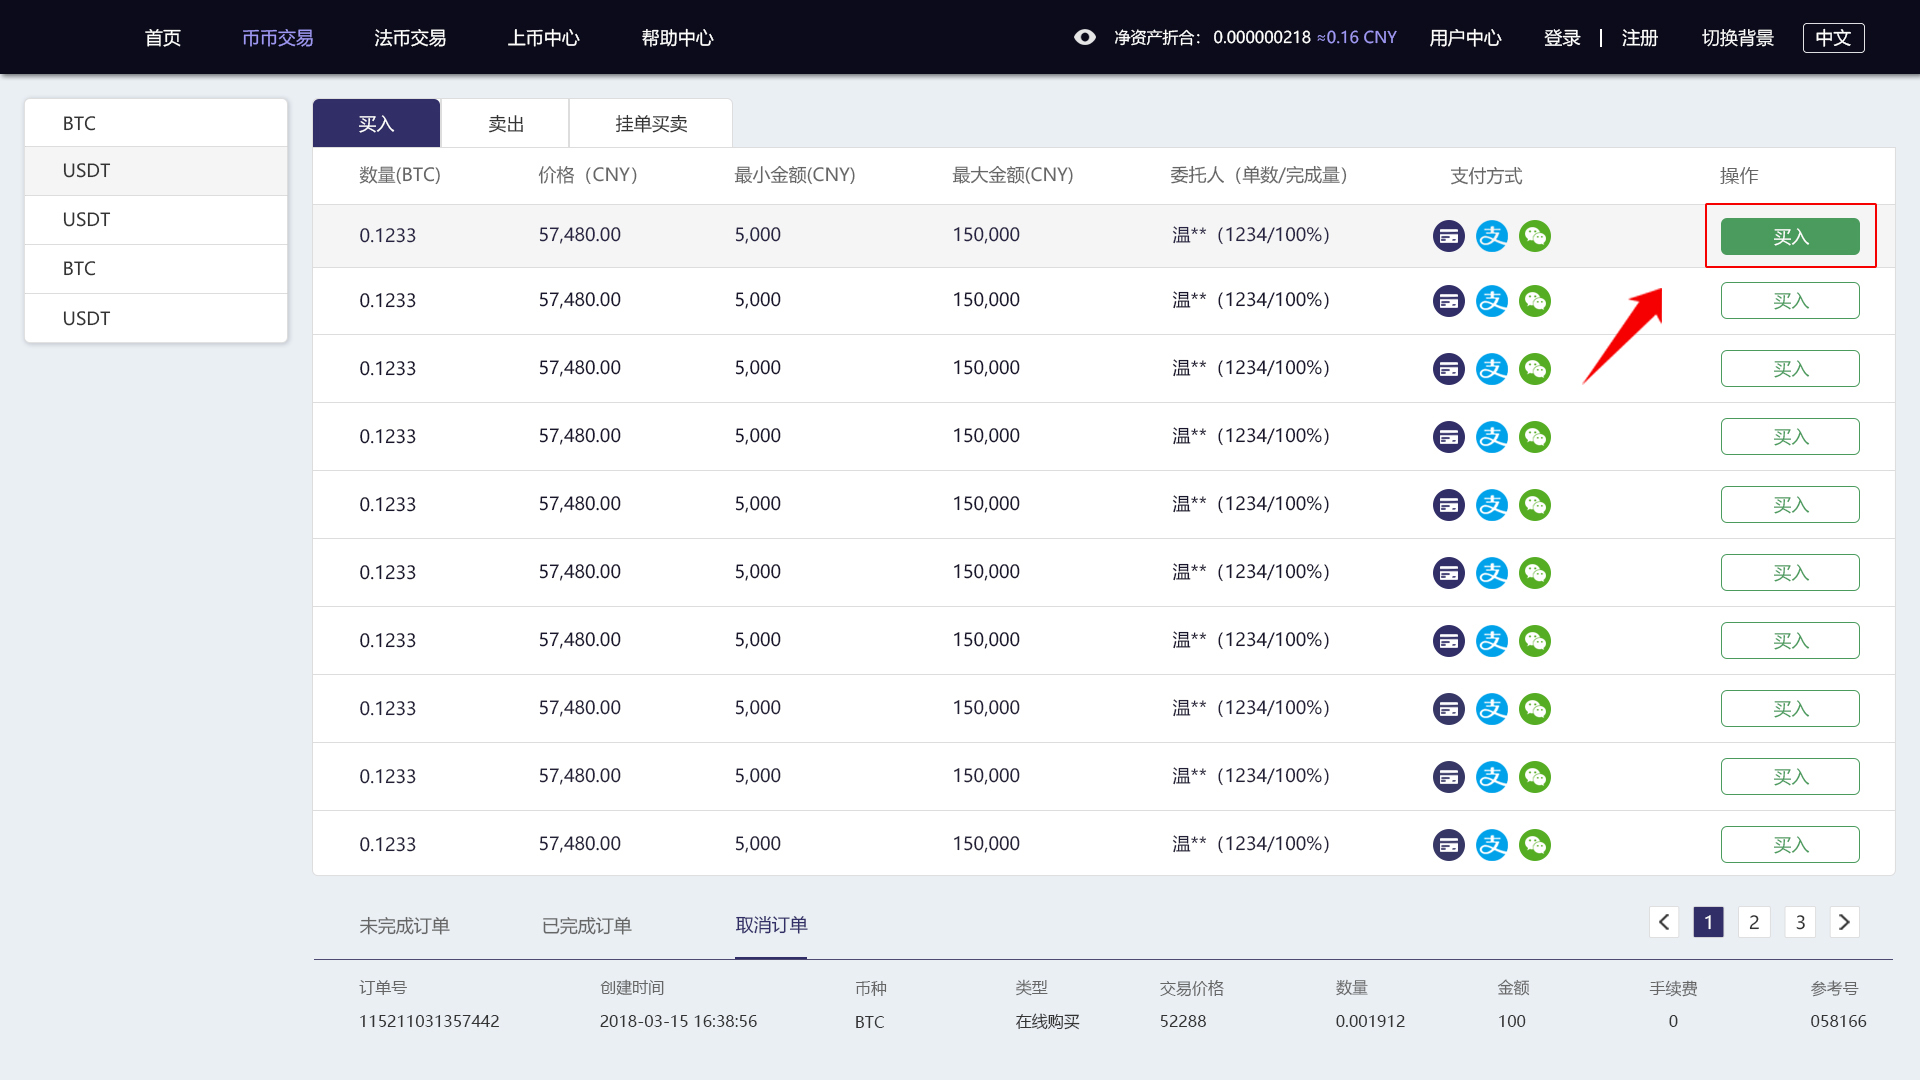 首页 币币交易 法币交易 上币中心 帮助中心 净资产折合： 0.000000218 ≈0.16 CNY 用户中心 登录 | 注册 切换背景 中文
BTC
USDT
USDT
BTC
USDT
买入 卖出 挂单买卖
数量(BTC) 价格（CNY） 最小金额(CNY) 最大金额(CNY) 委托人（单数/完成量） 支付方式 操作
0.1233 57,480.00 5,000 150,000 温**（1234/100%） 支 买入
0.1233 57,480.00 5,000 150,000 温**（1234/100%） 支 买入
0.1233 57,480.00 5,000 150,000 温**（1234/100%） 支 买入
0.1233 57,480.00 5,000 150,000 温**（1234/100%） 支 买入
0.1233 57,480.00 5,000 150,000 温**（1234/100%） 支 买入
0.1233 57,480.00 5,000 150,000 温**（1234/100%） 支 买入
0.1233 57,480.00 5,000 150,000 温**（1234/100%） 支 买入
0.1233 57,480.00 5,000 150,000 温**（1234/100%） 支 买入
0.1233 57,480.00 5,000 150,000 温**（1234/100%） 支 买入
0.1233 57,480.00 5,000 150,000 温**（1234/100%） 支 买入
未完成订单 已完成订单 取消订单 < 1 2 3 >
订单号 创建时间 币种 类型 交易价格 数量 金额 手续费 参考号
115211031357442 2018-03-15 16:38:56 BTC 在线购买 52288 0.001912 100 0 058166